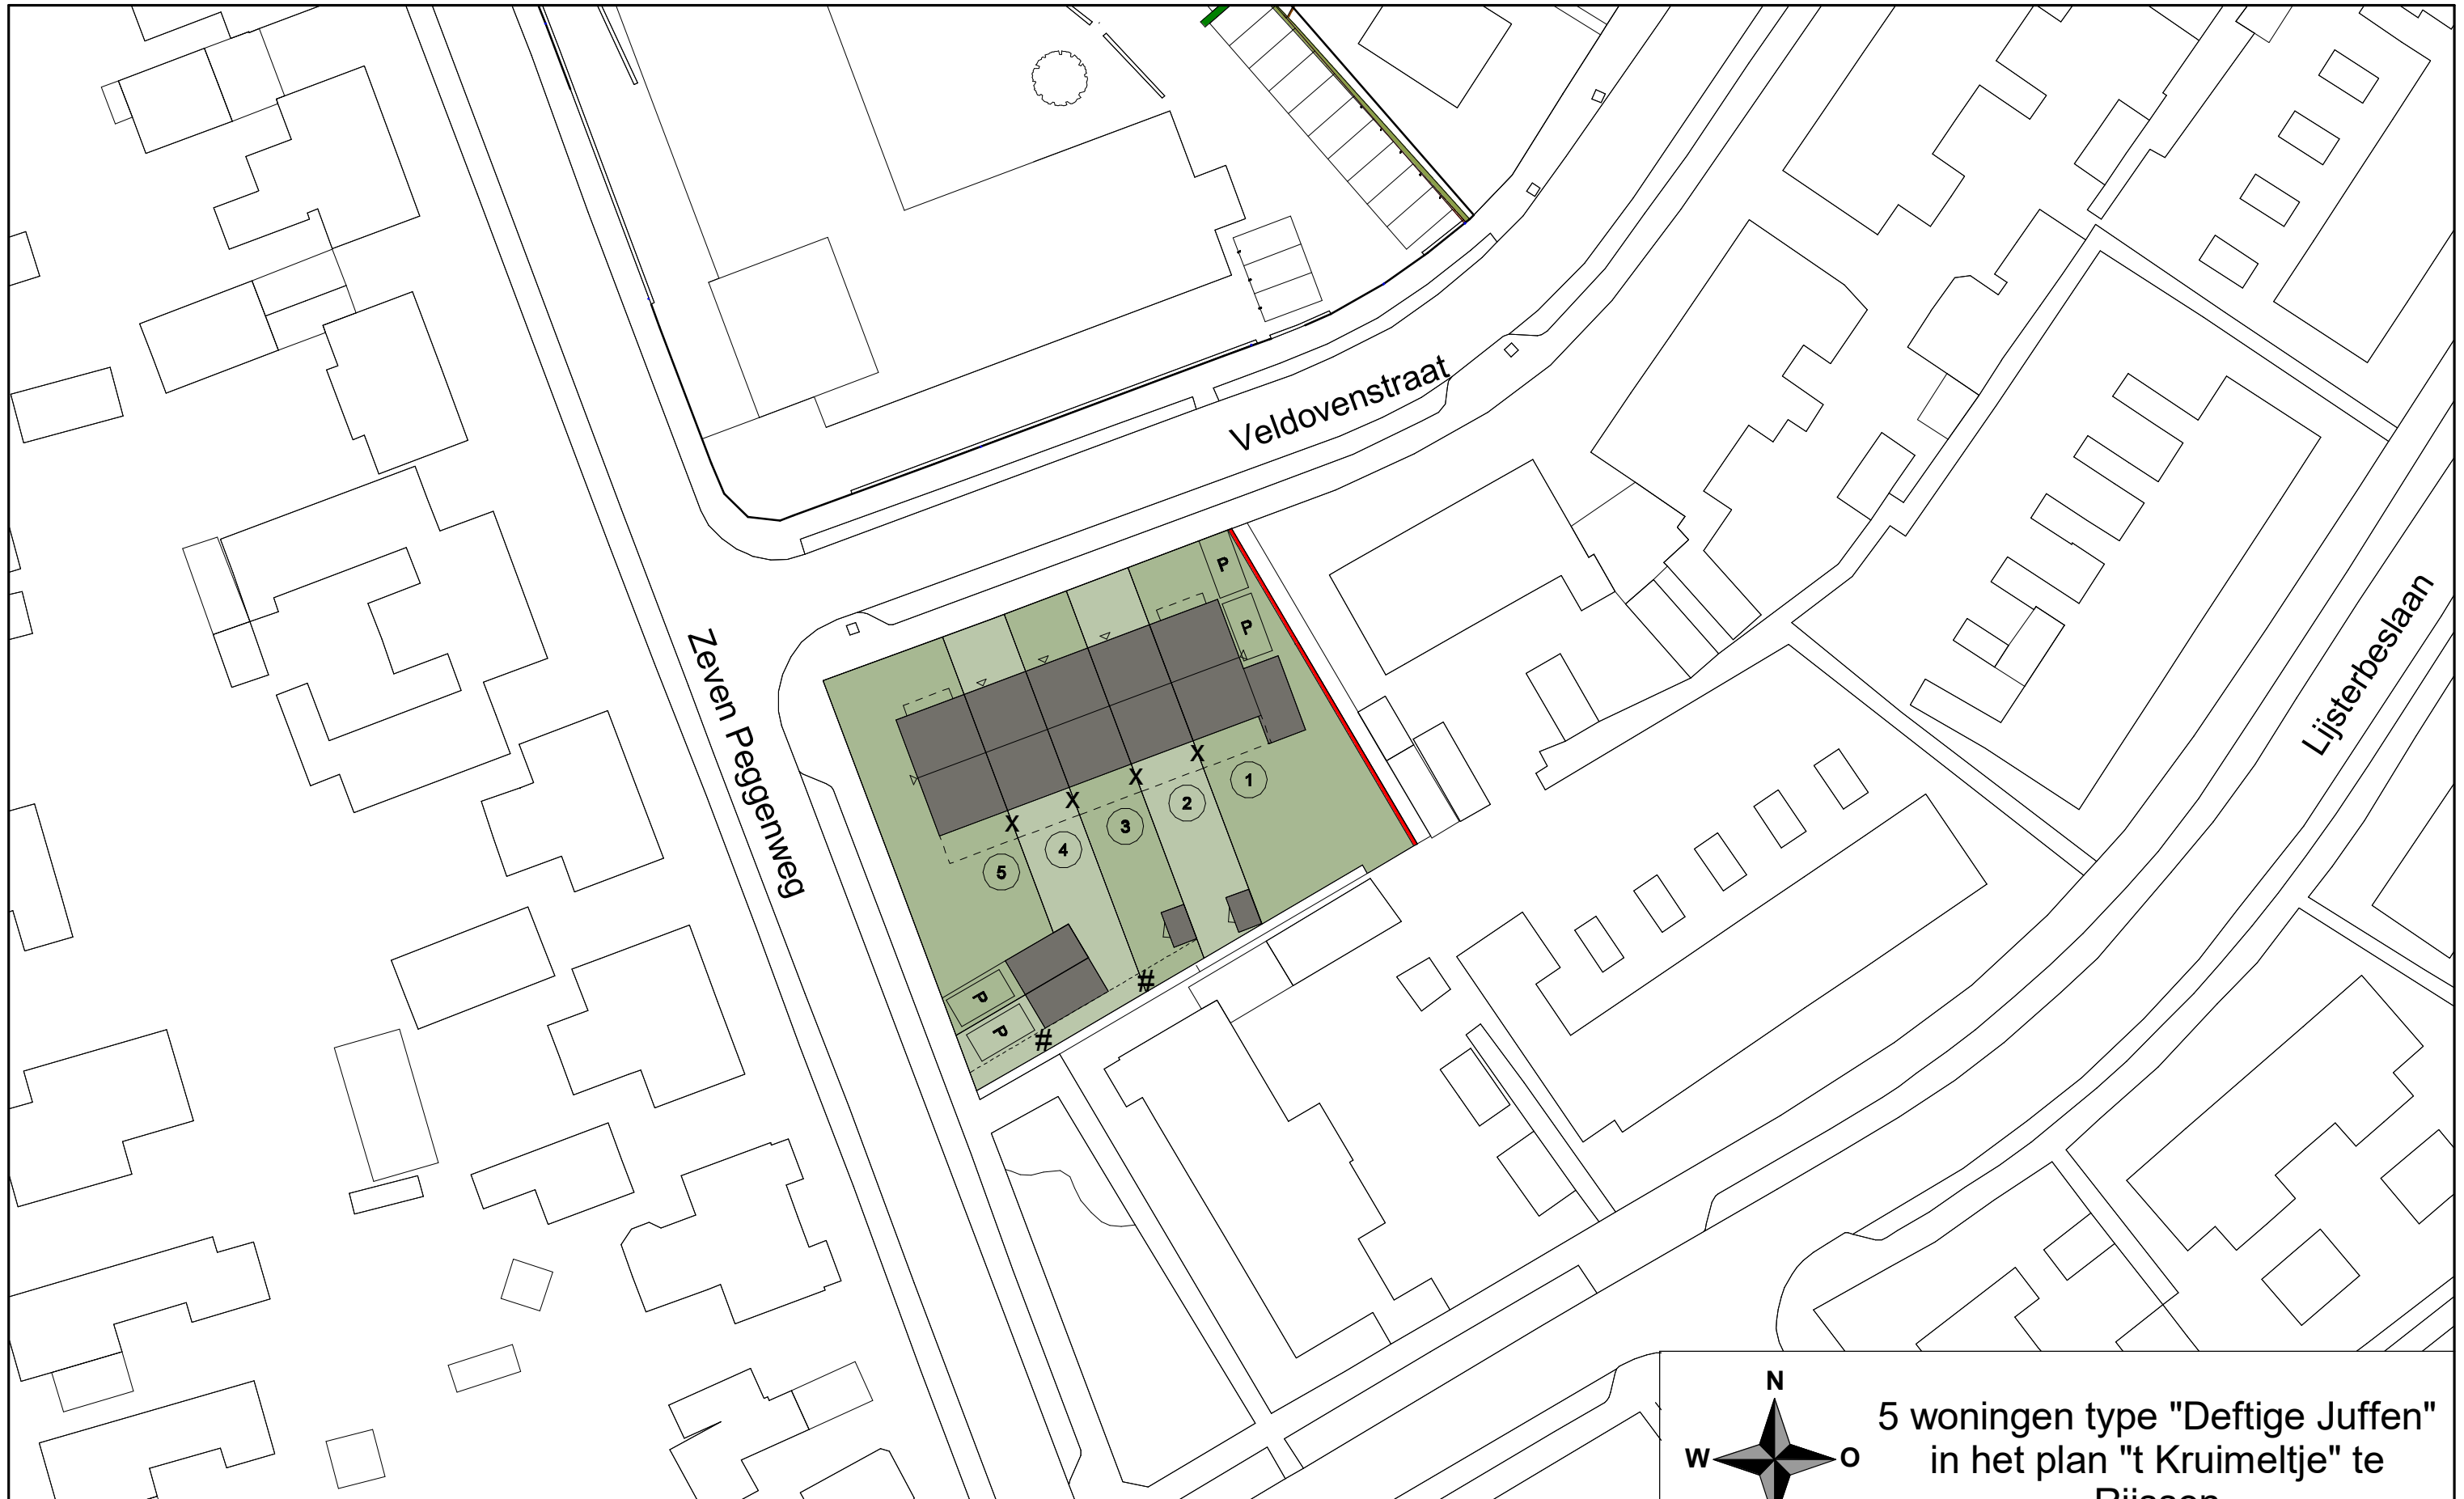 Veldovenstraat
Zeven Peggenweg
Lijsterbeslaan
P
P
X
X
X
X
1
2
3
4
5
P
P
#
#
N
W
O
5 woningen type "Deftige Juffen"
in het plan "t Kruimeltje" te